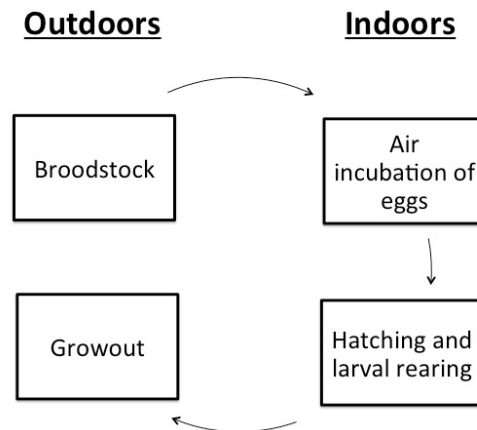 Outdoors
Indoors
Broodstock
Air
incubation of
eggs
Growout
Hatching and
larval rearing